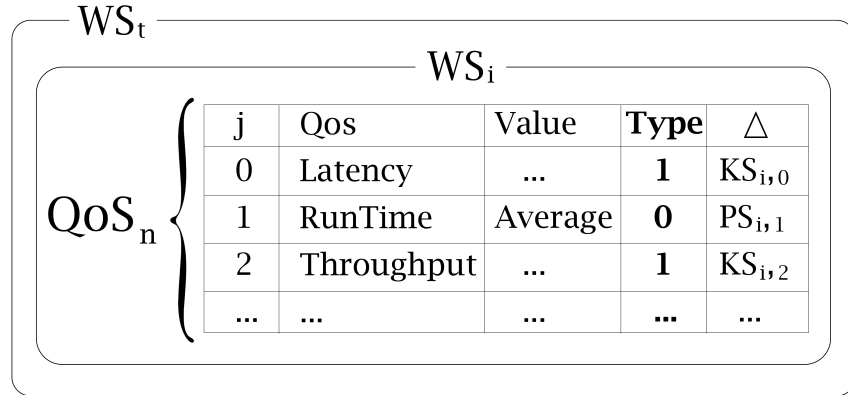 WSₜ
WSᵢ
QoSₙ
j Qos Value Type △
0 Latency ... 1 KSᵢ,₀
1 RunTime Average 0 PSᵢ,₁
2 Throughput ... 1 KSᵢ,₂
... ... ... ... ...